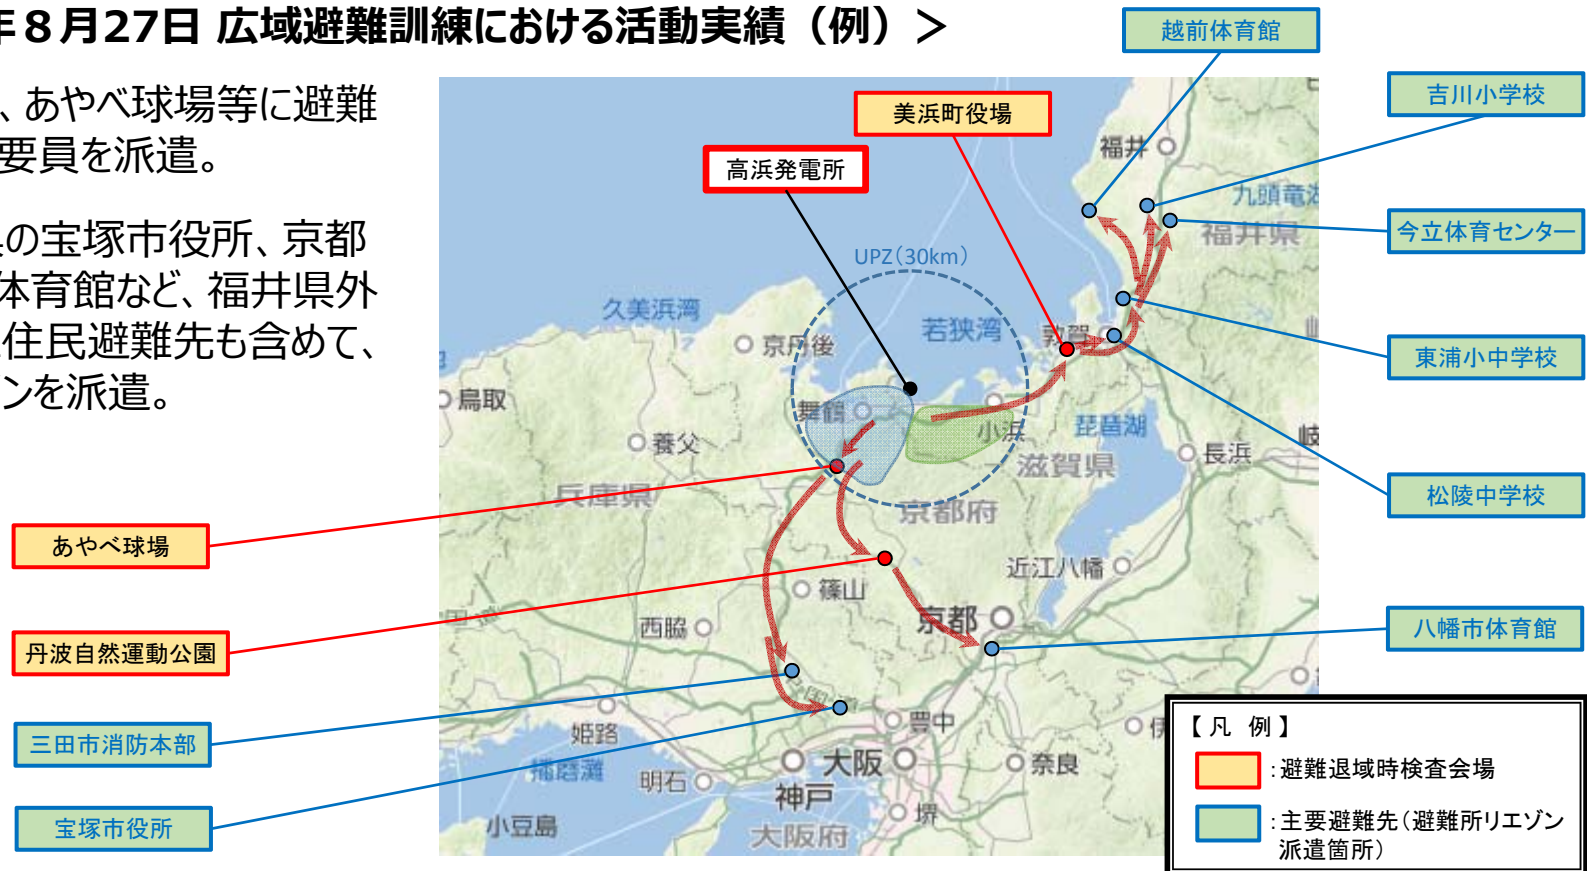 年８月27日 広域避難訓練における活動実績（例）＞
、あやべ球場等に避難
要員を派遣。
の宝塚市役所、京都
体育館など、福井県外
住民避難先も含めて、
ンを派遣。
越前体育館
吉川小学校
今立体育センター
東浦小中学校
松陵中学校
八幡市体育館
美浜町役場
高浜発電所
UPZ（30km）
あやべ球場
丹波自然運動公園
三田市消防本部
宝塚市役所
福井
九頭竜湖
福井県
久美浜湾
若狭湾
敦賀
京丹後
鳥取
舞鶴
小浜
琵琶湖
養父
滋賀県
長浜
兵庫県
京都府
近江八幡
篠山
京都
西脇
姫路
豊中
播磨灘
明石
大阪
神戸
奈良
堺
小豆島
大阪府
【 凡 例 】
：避難退域時検査会場
：主要避難先（避難所リエゾン
派遣箇所）